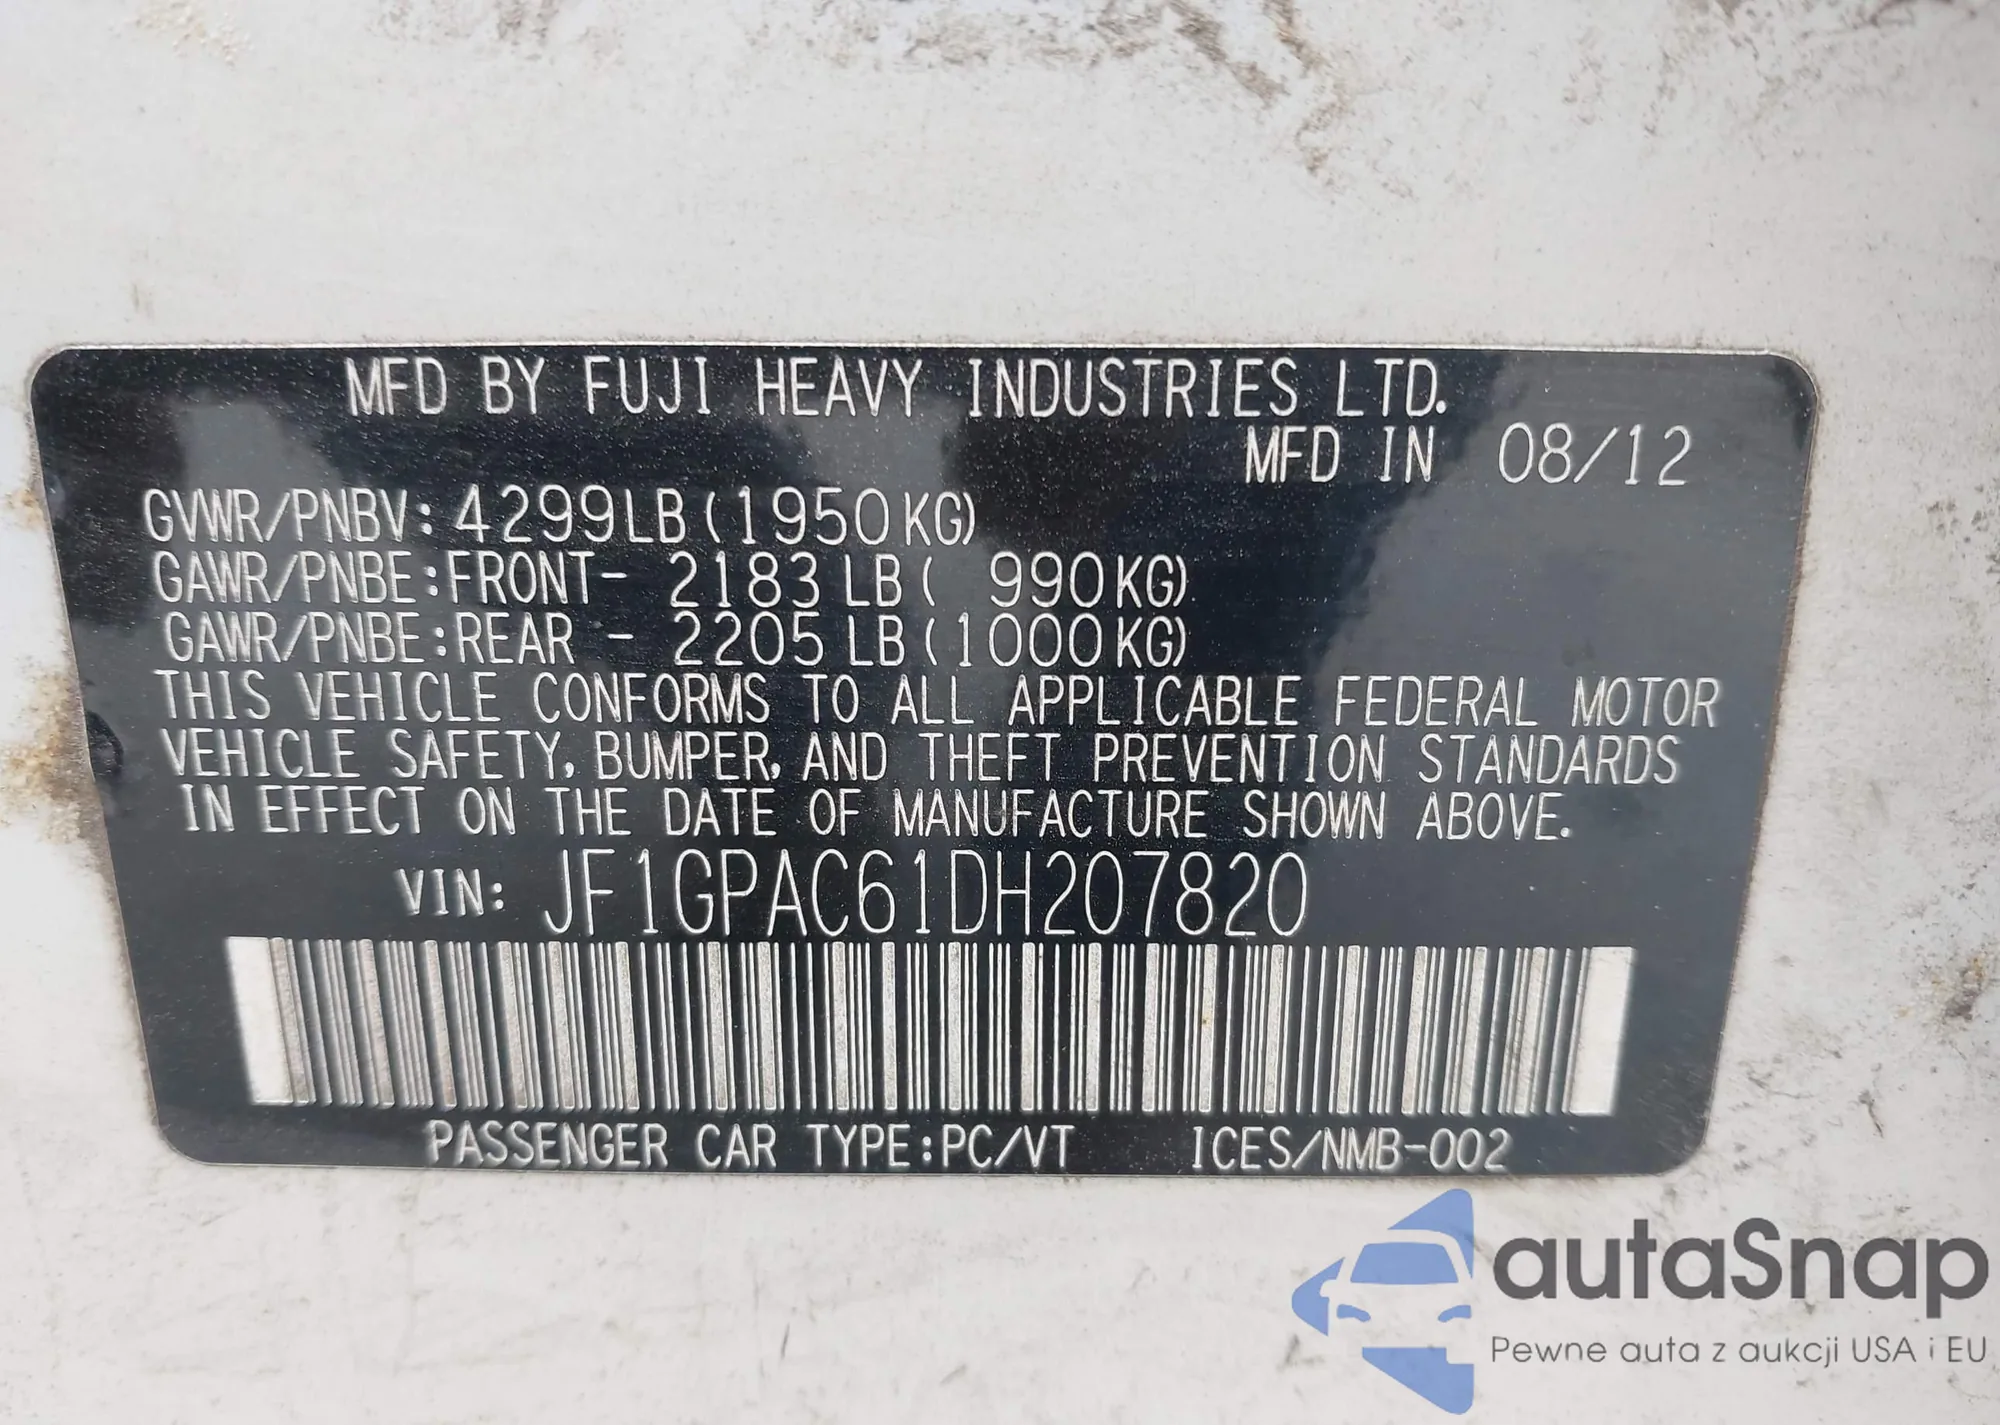 MFD BY FUJI HEAVY INDUSTRIES LTD.
MFD IN 08/12
GVWR/PNBV: 4299LB (1950KG)
GAWR/PNBE: FRONT- 2183 LB ( 990KG)
GAWR/PNBE: REAR - 2205 LB (1000KG)
THIS VEHICLE CONFORMS TO ALL APPLICABLE FEDERAL MOTOR
VEHICLE SAFETY, BUMPER, AND THEFT PREVENTION STANDARDS
IN EFFECT ON THE DATE OF MANUFACTURE SHOWN ABOVE.
VIN: JF1GPAC61DH207820
PASSENGER CAR TYPE: PC/VT ICES/NMB-002
autaSnap
Pewne auta z aukcji USA i EU